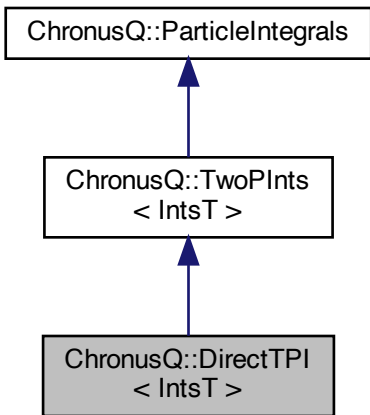 ChronusQ::ParticleIntegrals
ChronusQ::TwoPInts
< IntsT >
ChronusQ::DirectTPI
< IntsT >